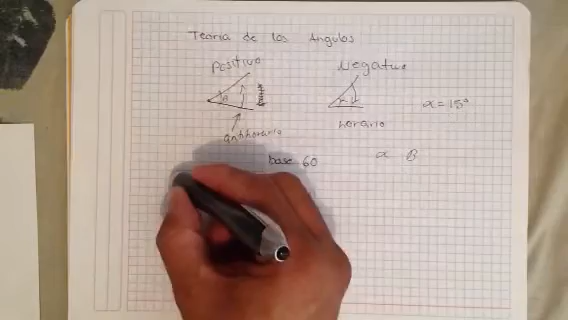 Teoria de los Angulos
Positivo
Negativo
θ
α
α = 15°
antihorario
horario
base 60
α B